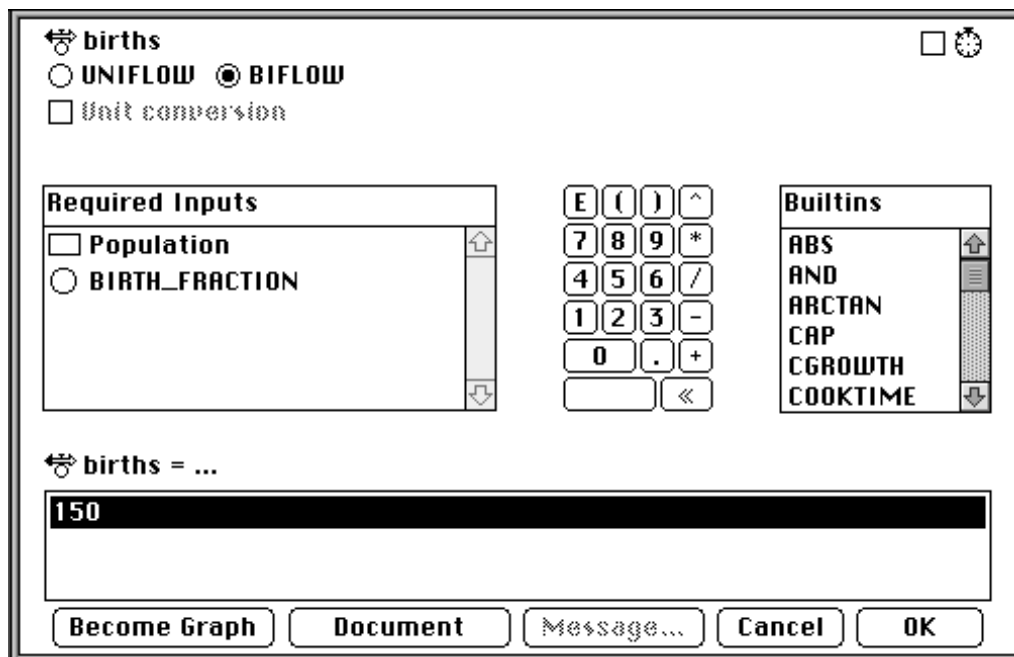 births
UNIFLOW BIFLOW
Unit conversion
Required Inputs
Population
BIRTH_FRACTION
E ( ) ^
7 8 9 *
4 5 6 /
1 2 3 -
0 . +
«
Builtins
ABS
AND
ARCTAN
CAP
CGROWTH
COOKTIME
births = ...
150
Become Graph Document Message... Cancel OK